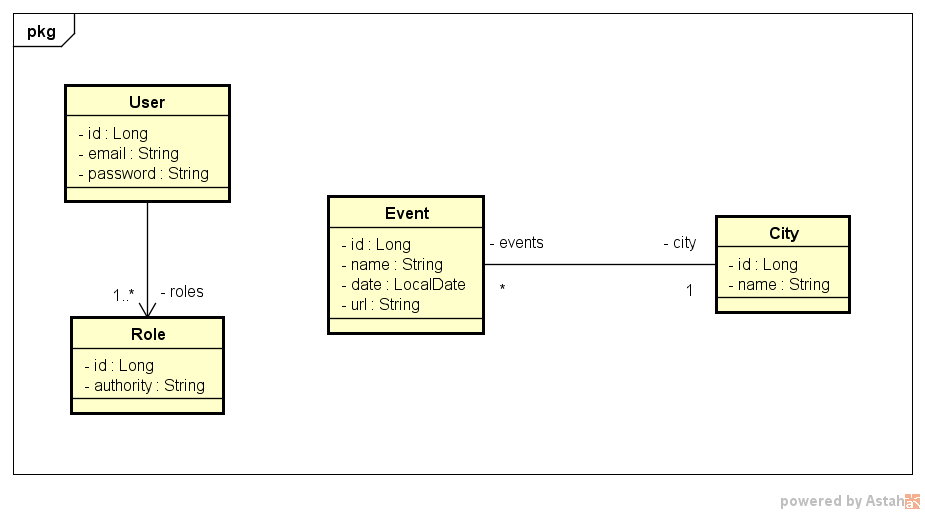 pkg
User
- id : Long
- email : String
- password : String
1..*
- roles
Role
- id : Long
- authority : String
Event
- id : Long
- name : String
- date : LocalDate
- url : String
- events
*
- city
1
City
- id : Long
- name : String
powered by Astah